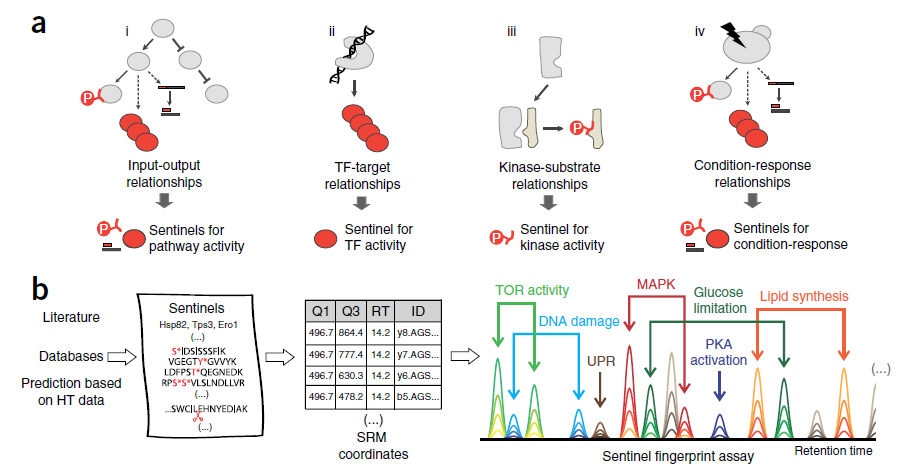 a
i
ii
iii
iv
P
P
P
Input-output
relationships
TF-target
relationships
Kinase-substrate
relationships
Condition-response
relationships
P
Sentinels for
pathway activity
Sentinel for
TF activity
P
Sentinel for
kinase activity
P
Sentinels for
condition-response
b
Literature
Databases
Prediction based
on HT data
Sentinels
Hsp82, Tps3, Ero1
(...)
S*IDSISSSFIK
VGEGTY*GVVYK
LDFPST*QEGNEDK
RPS*S*VLSLNDLLVR
(...)
...SWCILEHNYEDIAK
(...)
Q1 Q3 RT ID
496.7 864.4 14.2 y8.AGS...
496.7 777.4 14.2 y7.AGS...
496.7 630.3 14.2 y6.AGS...
496.7 478.2 14.2 b5.AGS...
(...)
SRM
coordinates
TOR activity
DNA damage
UPR
MAPK
PKA
activation
Glucose
limitation
Lipid synthesis
(...)
Sentinel fingerprint assay
Retention time